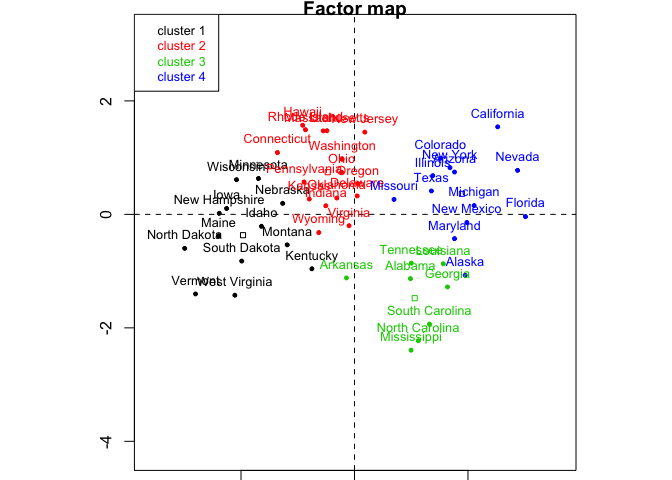 Factor map
cluster 1
cluster 2
cluster 3
cluster 4
2
0
-2
-4
California
Hawaii
New Jersey
Connecticut
Washington
Colorado
Ohio
New York
Arizona
Illinois
Nevada
Wisconsin
Minnesota
Pennsylvania
Oregon
Texas
Delaware
Missouri
Indiana
Nebraska
Iowa
New Hampshire
Michigan
Florida
Idaho
Virginia
New Mexico
Wyoming
Maine
Maryland
North Dakota
Montana
South Dakota
Kentucky
Tennessee
Louisiana
Arkansas
Alabama
Alaska
Georgia
Vermont
West Virginia
South Carolina
North Carolina
Mississippi